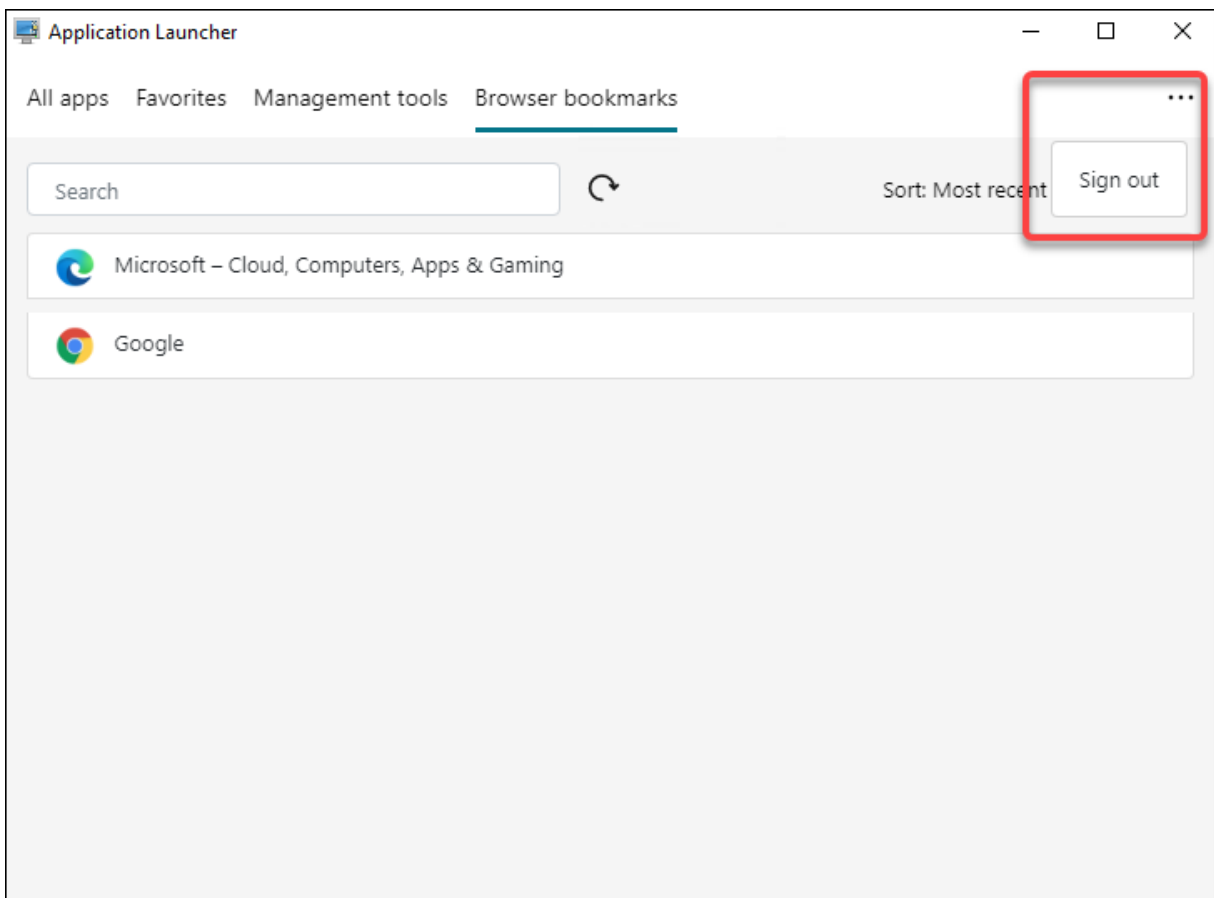 Application Launcher
All apps Favorites Management tools Browser bookmarks ...
Search Sort: Most recent Sign out
Microsoft – Cloud, Computers, Apps & Gaming
Google